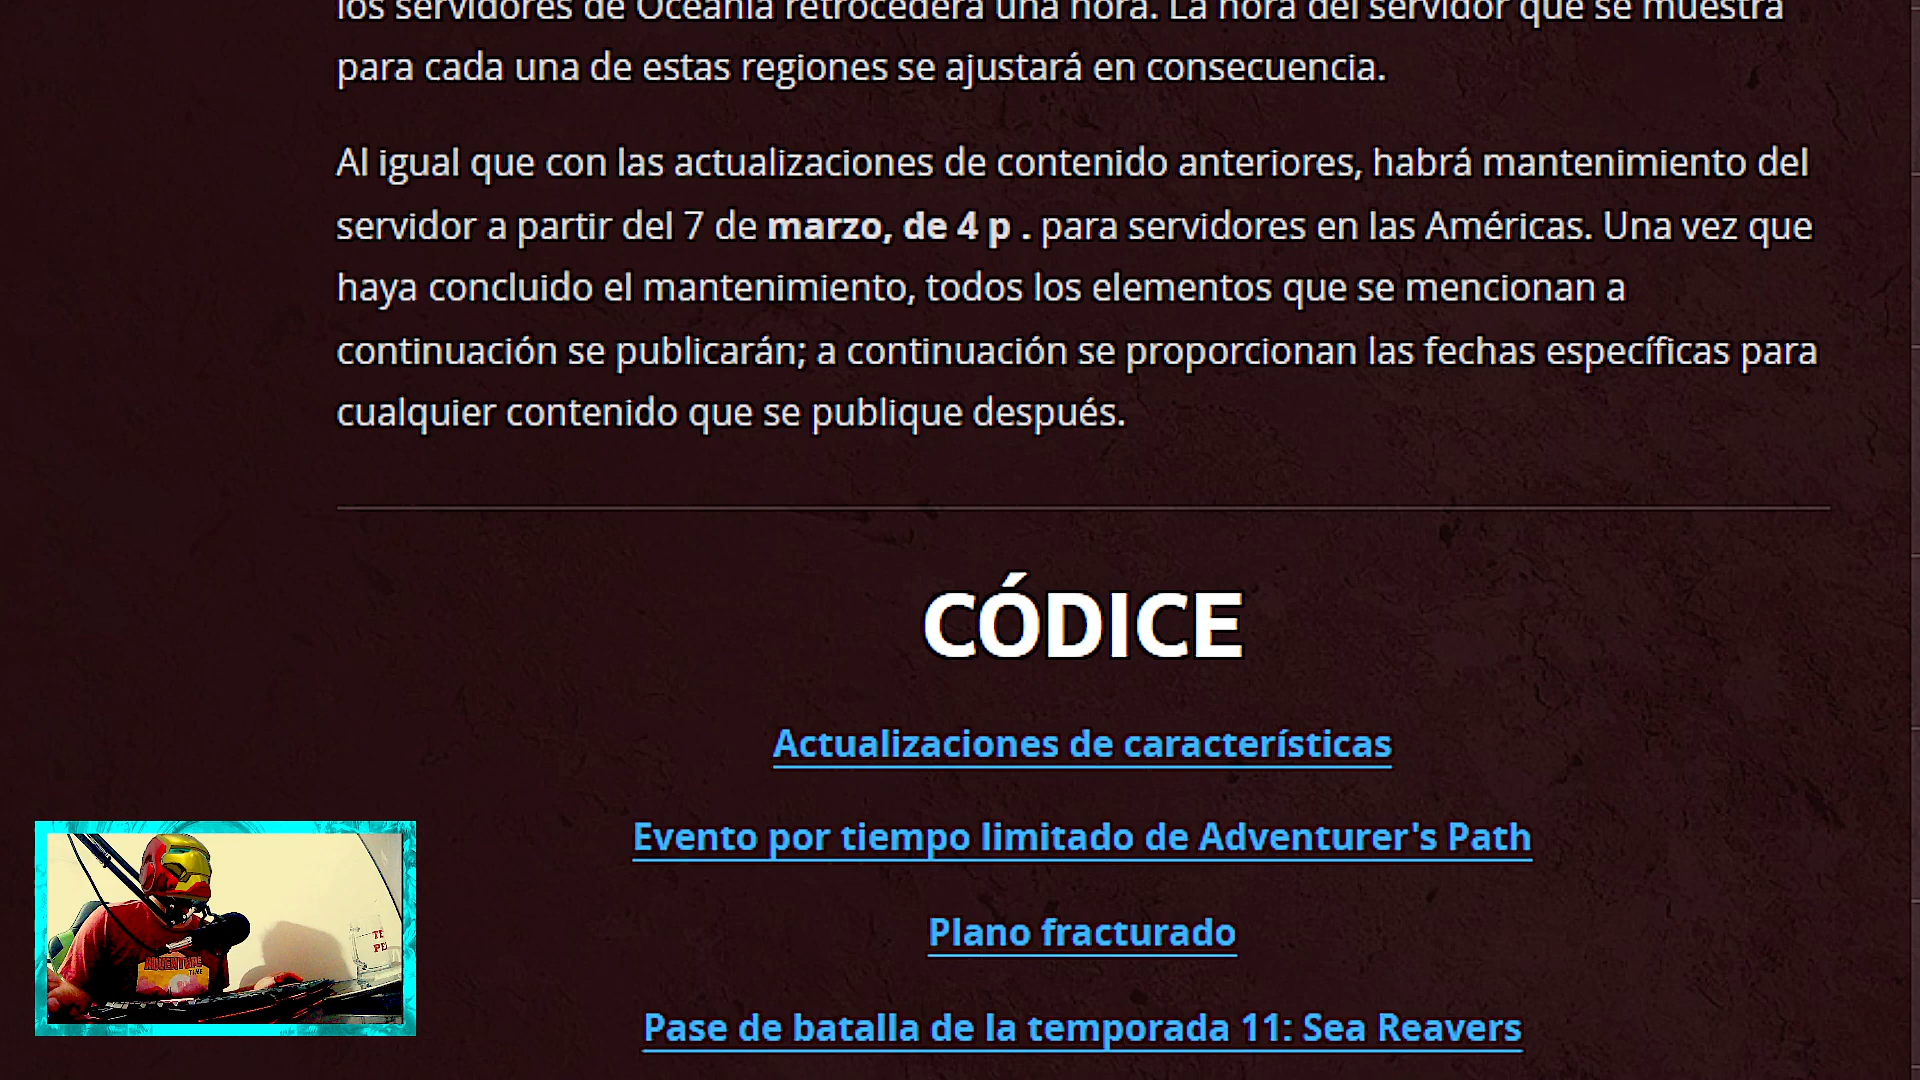 los servidores de Oceanía retrocederá una hora. La hora del servidor que se muestra
para cada una de estas regiones se ajustará en consecuencia.
Al igual que con las actualizaciones de contenido anteriores, habrá mantenimiento del
servidor a partir del 7 de marzo, de 4 p . para servidores en las Américas. Una vez que
haya concluido el mantenimiento, todos los elementos que se mencionan a
continuación se publicarán; a continuación se proporcionan las fechas específicas para
cualquier contenido que se publique después.
CÓDICE
Actualizaciones de características
Evento por tiempo limitado de Adventurer's Path
Plano fracturado
Pase de batalla de la temporada 11: Sea Reavers
ADVENTURE
TIME